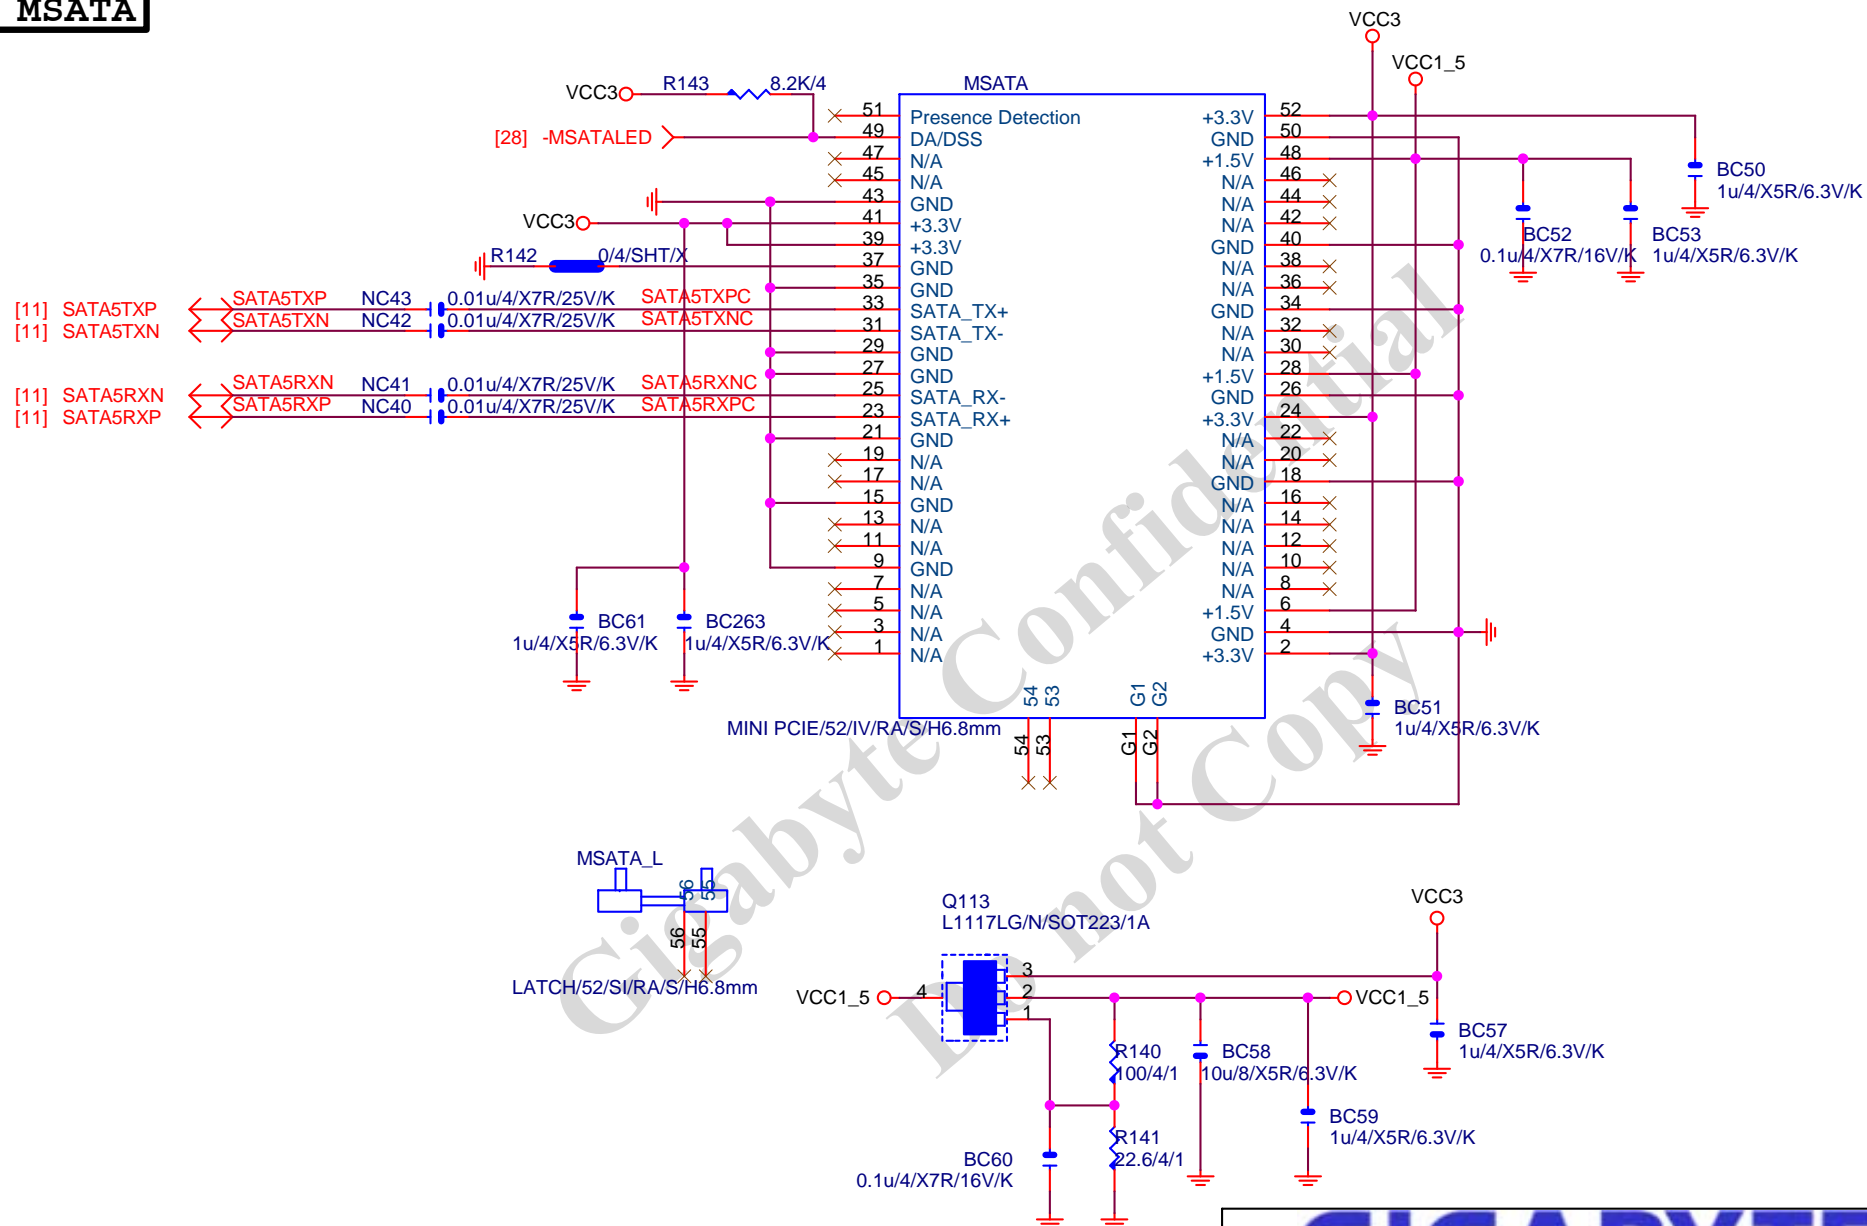 MSATA
VCC3
VCC1_5
VCC3 R143 8.2K/4
[28] -MSATALED
MSATA
51 Presence Detection
49 DA/DSS
47 N/A
45 N/A
43 GND
VCC3 41 +3.3V
39 +3.3V
R142 0/4/SHT/X 37 GND
35 GND
[11] SATA5TXP SATA5TXP NC43 0.01u/4/X7R/25V/K SATA5TXPC 33 SATA_TX+
[11] SATA5TXN SATA5TXN NC42 0.01u/4/X7R/25V/K SATA5TXNC 31 SATA_TX-
29 GND
27 GND
[11] SATA5RXN SATA5RXN NC41 0.01u/4/X7R/25V/K SATA5RXNC 25 SATA_RX-
[11] SATA5RXP SATA5RXP NC40 0.01u/4/X7R/25V/K SATA5RXPC 23 SATA_RX+
21 GND
19 N/A
17 N/A
15 GND
13 N/A
11 N/A
9 GND
7 N/A
5 N/A
3 N/A
1 N/A
+3.3V 52
GND 50
+1.5V 48
N/A 46
N/A 44
N/A 42
GND 40
N/A 38
N/A 36
GND 34
N/A 32
N/A 30
+1.5V 28
GND 26
+3.3V 24
N/A 22
N/A 20
GND 18
N/A 16
N/A 14
N/A 12
N/A 10
N/A 8
+1.5V 6
GND 4
+3.3V 2
BC50
1u/4/X5R/6.3V/K
BC52
0.1u/4/X7R/16V/K
BC53
1u/4/X5R/6.3V/K
BC61
1u/4/X5R/6.3V/K
BC263
1u/4/X5R/6.3V/K
BC51
1u/4/X5R/6.3V/K
54 53 G1 G2
MINI PCIE/52/IV/RA/S/H6.8mm
54 53 G1 G2
MSATA_L
56 55
56 55
LATCH/52/SI/RA/S/H6.8mm
Q113
L1117LG/N/SOT223/1A
VCC3
3
VCC1_5 4 2 VCC1_5
1
BC57
1u/4/X5R/6.3V/K
R140
100/4/1
BC58
10u/8/X5R/6.3V/K
BC59
1u/4/X5R/6.3V/K
R141
22.6/4/1
BC60
0.1u/4/X7R/16V/K
Gigabyte Confidential
Do not Copy
GIGABYTE